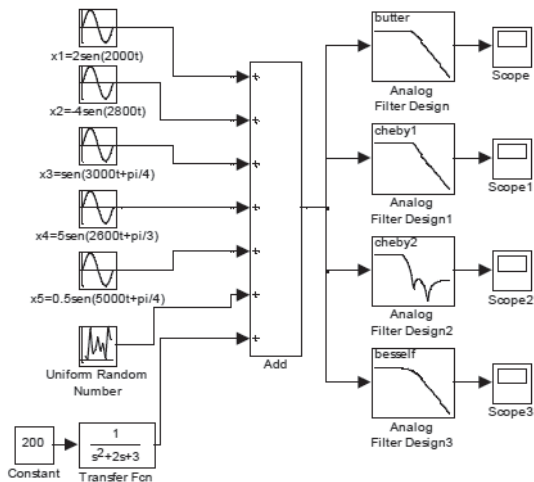 x1=2sen(2000t)
x2=-4sen(2800t)
x3=sen(3000t+pi/4)
x4=5sen(2600t+pi/3)
x5=0.5sen(5000t+pi/4)
Uniform Random
Number
200
Constant
1
s²+2s+3
Transfer Fcn
+
+
+
+
+
+
+
Add
butter
Analog
Filter Design
Scope
cheby1
Analog
Filter Design1
Scope1
cheby2
Analog
Filter Design2
Scope2
besself
Analog
Filter Design3
Scope3